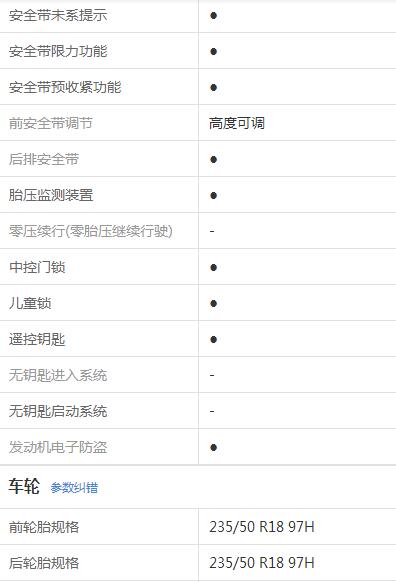 安全带未系提示 ●
安全带限力功能 ●
安全带预收紧功能 ●
前安全带调节 高度可调
后排安全带 ●
胎压监测装置 ●
零压续行(零胎压继续行驶) -
中控门锁 ●
儿童锁 ●
遥控钥匙 ●
无钥匙进入系统 -
无钥匙启动系统 -
发动机电子防盗 ●
车轮 参数纠错
前轮胎规格 235/50 R18 97H
后轮胎规格 235/50 R18 97H